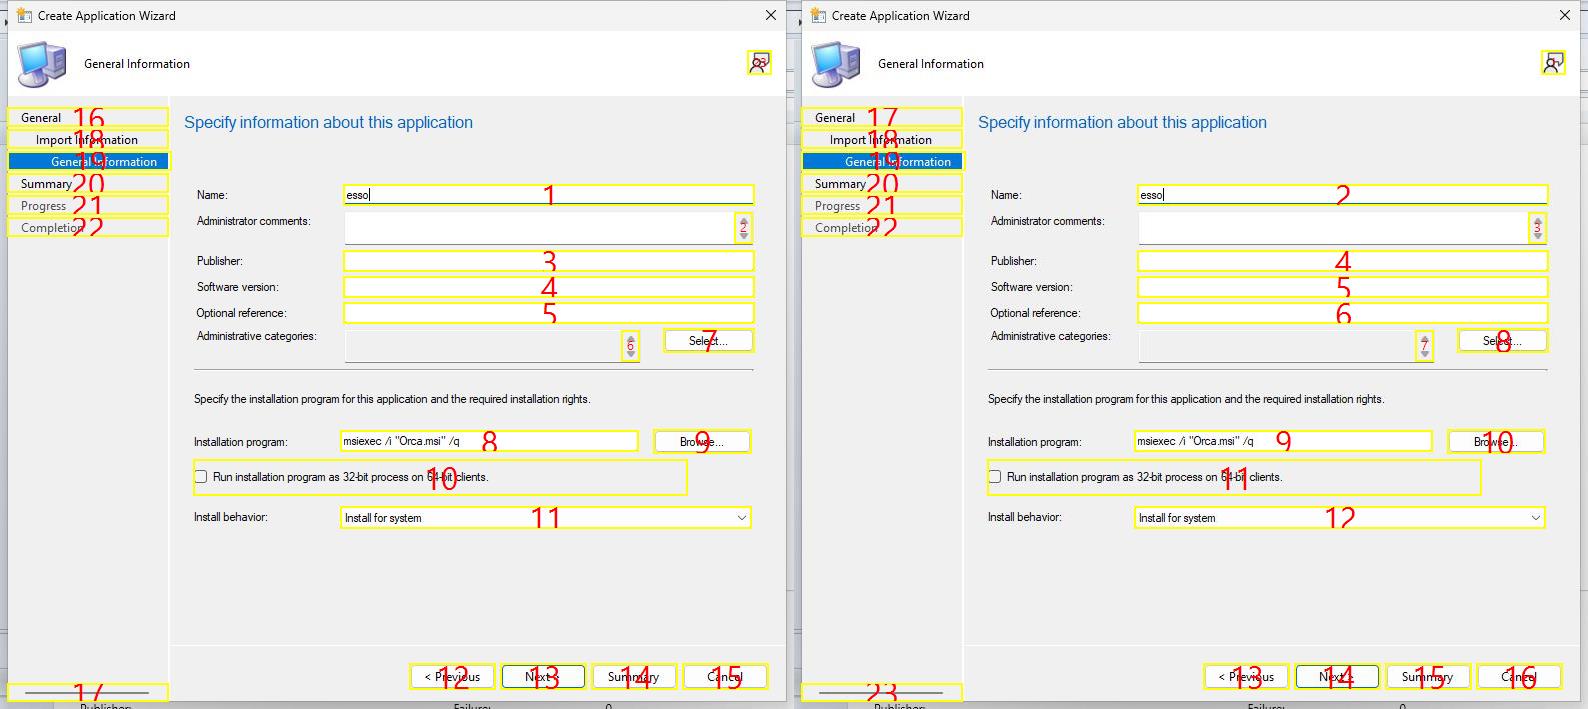 Create Application Wizard
General Information
23
General 16
Import Information 18
General Information 19
Summary 20
Progress 21
Completion 22
17
Specify information about this application
Name: esso 1
Administrator comments: 2
Publisher: 3
Software version: 4
Optional reference: 5
Administrative categories: 6 Select... 7
Specify the installation program for this application and the required installation rights.
Installation program: msiexec /i "Orca.msi" /q 8 Browse... 9
Run installation program as 32-bit process on 64-bit clients. 10
Install behavior: Install for system 11
< Previous 12 Next > 13 Summary 14 Cancel 15
Publisher: Failure: 0
Create Application Wizard
General Information
General 17
Import Information 18
General Information 19
Summary 20
Progress 21
Completion 22
23
Specify information about this application
Name: esso 2
Administrator comments: 3
Publisher: 4
Software version: 5
Optional reference: 6
Administrative categories: 7 Select... 8
Specify the installation program for this application and the required installation rights.
Installation program: msiexec /i "Orca.msi" /q 9 Browse... 10
Run installation program as 32-bit process on 64-bit clients. 11
Install behavior: Install for system 12
< Previous 13 Next > 14 Summary 15 Cancel 16
Publisher: Failure: 0